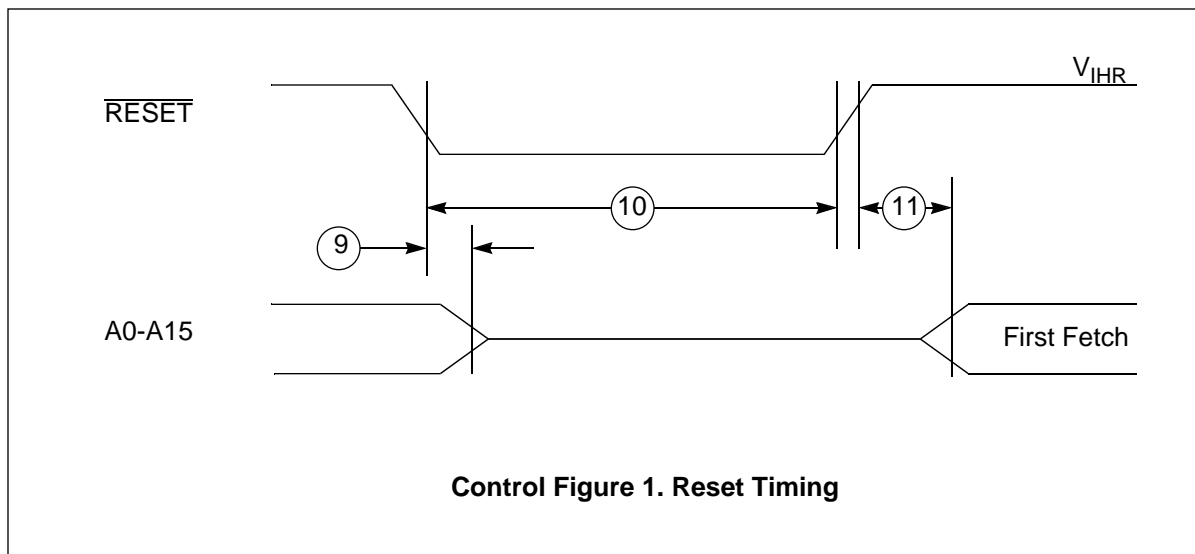 V_IHR
RESET
10
11
9
A0-A15
First Fetch
Control Figure 1. Reset Timing